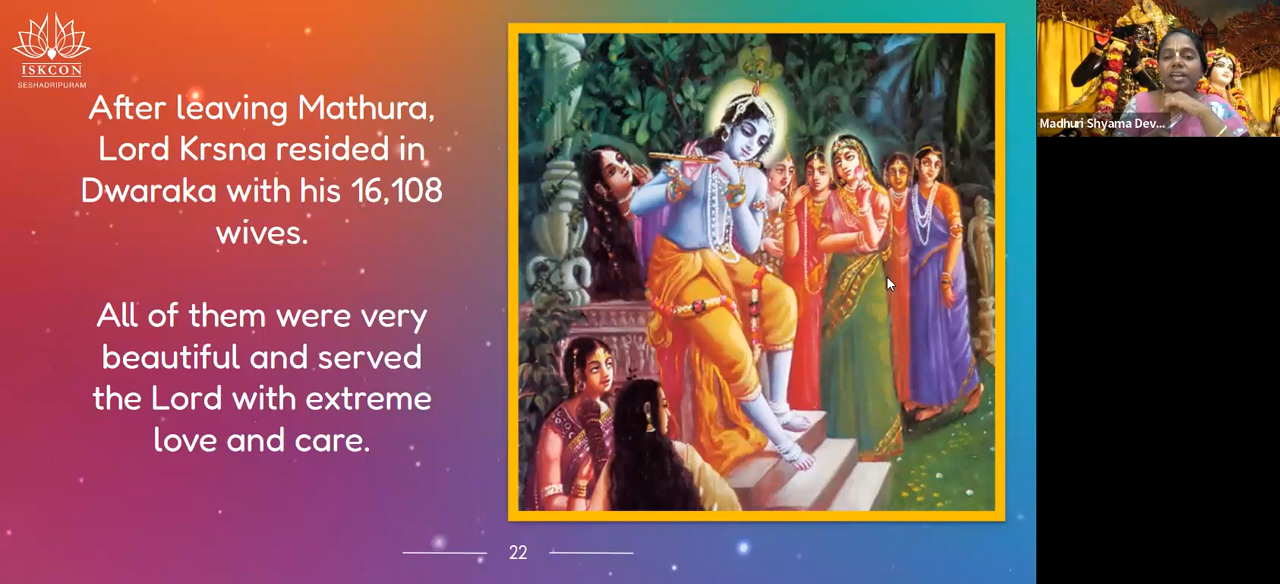 ISKCON
SESHADRIPURAM
After leaving Mathura,
Lord Krsna resided in
Dwaraka with his 16,108
wives.
All of them were very
beautiful and served
the Lord with extreme
love and care.
22
Madhuri Shyama Dev...